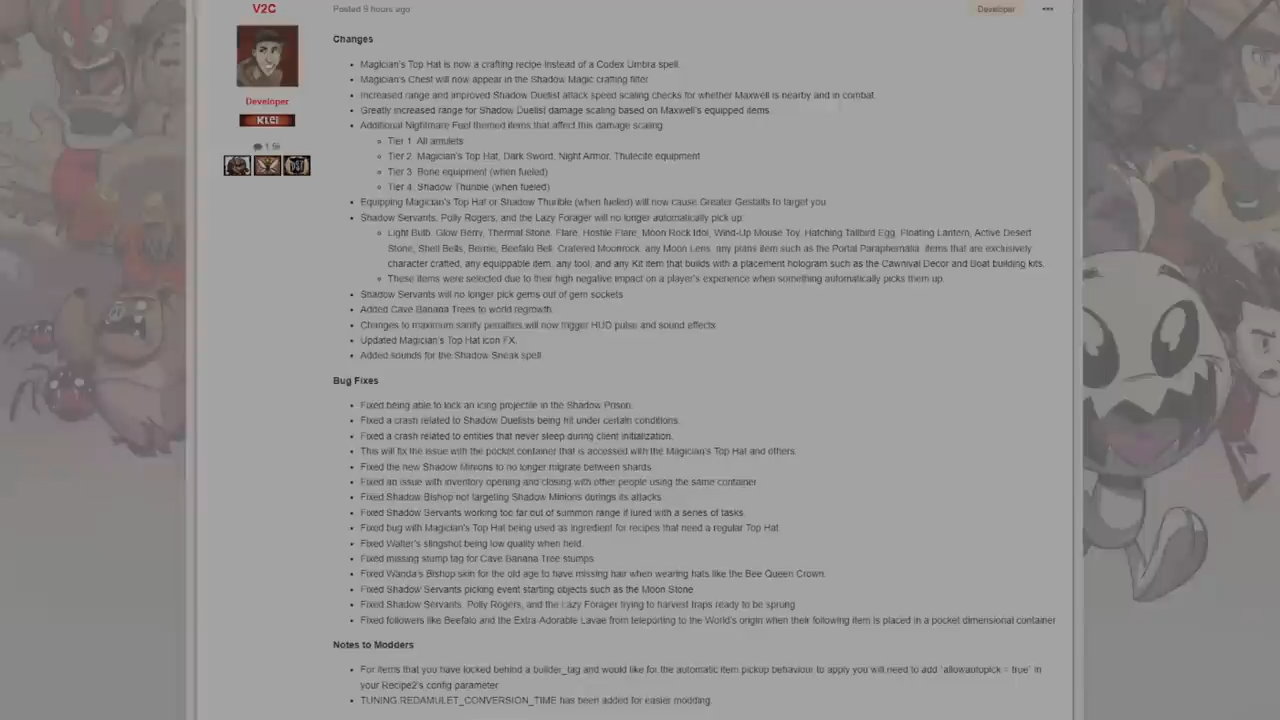 V2C
Posted 9 hours ago
Developer
•••
Changes
Developer
KLEI
1.5k
• Magician's Top Hat is now a crafting recipe instead of a Codex Umbra spell.
• Magician's Chest will now appear in the Shadow Magic crafting filter
• Increased range and improved Shadow Duelist attack speed scaling checks for whether Maxwell is nearby and in combat.
• Greatly increased range for Shadow Duelist damage scaling based on Maxwell's equipped items.
• Additional Nightmare Fuel themed items that affect this damage scaling.
◦ Tier 1: All amulets
◦ Tier 2: Magician's Top Hat, Dark Sword, Night Armor, Thulecite equipment
◦ Tier 3: Bone equipment (when fueled)
◦ Tier 4: Shadow Thurible (when fueled)
• Equipping Magician's Top Hat or Shadow Thurible (when fueled) will now cause Greater Gestalts to target you
• Shadow Servants, Polly Rogers, and the Lazy Forager will no longer automatically pick up:
◦ Light Bulb, Glow Berry, Thermal Stone, Flare, Hostile Flare, Moon Rock Idol, Wind-Up Mouse Toy, Hatching Tallbird Egg, Floating Lantern, Active Desert
Stone, Shell Bells, Bernie, Beefalo Bell, Cratered Moonrock, any Moon Lens, any plans item such as the Portal Paraphernalia, items that are exclusively
character crafted, any equippable item, any tool, and any Kit item that builds with a placement hologram such as the Cawnival Decor and Boat building kits.
◦ These items were selected due to their high negative impact on a player's experience when something automatically picks them up.
• Shadow Servants will no longer pick gems out of gem sockets
• Added Cave Banana Trees to world regrowth.
• Changes to maximum sanity penalties will now trigger HUD pulse and sound effects
• Updated Magician's Top Hat icon FX.
• Added sounds for the Shadow Sneak spell.
Bug Fixes
• Fixed being able to lock an icing projectile in the Shadow Prison.
• Fixed a crash related to Shadow Duelists being hit under certain conditions.
• Fixed a crash related to entities that never sleep during client initialization.
• This will fix the issue with the pocket container that is accessed with the Magician's Top Hat and others.
• Fixed the new Shadow Minions to no longer migrate between shards
• Fixed an issue with inventory opening and closing with other people using the same container
• Fixed Shadow Bishop not targeting Shadow Minions durings its attacks
• Fixed Shadow Servants working too far out of summon range if lured with a series of tasks.
• Fixed bug with Magician's Top Hat being used as ingredient for recipes that need a regular Top Hat
• Fixed Walter's slingshot being low quality when held.
• Fixed missing stump tag for Cave Banana Tree stumps
• Fixed Wanda's Bishop skin for the old age to have missing hair when wearing hats like the Bee Queen Crown.
• Fixed Shadow Servants picking event starting objects such as the Moon Stone
• Fixed Shadow Servants, Polly Rogers, and the Lazy Forager trying to harvest traps ready to be sprung
• Fixed followers like Beefalo and the Extra-Adorable Lavae from teleporting to the World's origin when their following item is placed in a pocket dimensional container
Notes to Modders
• For items that you have locked behind a builder_tag and would like for the automatic item pickup behaviour to apply you will need to add `allowautopick = true` in
your Recipe2's config parameter
• TUNING.REDAMULET_CONVERSION_TIME has been added for easier modding.